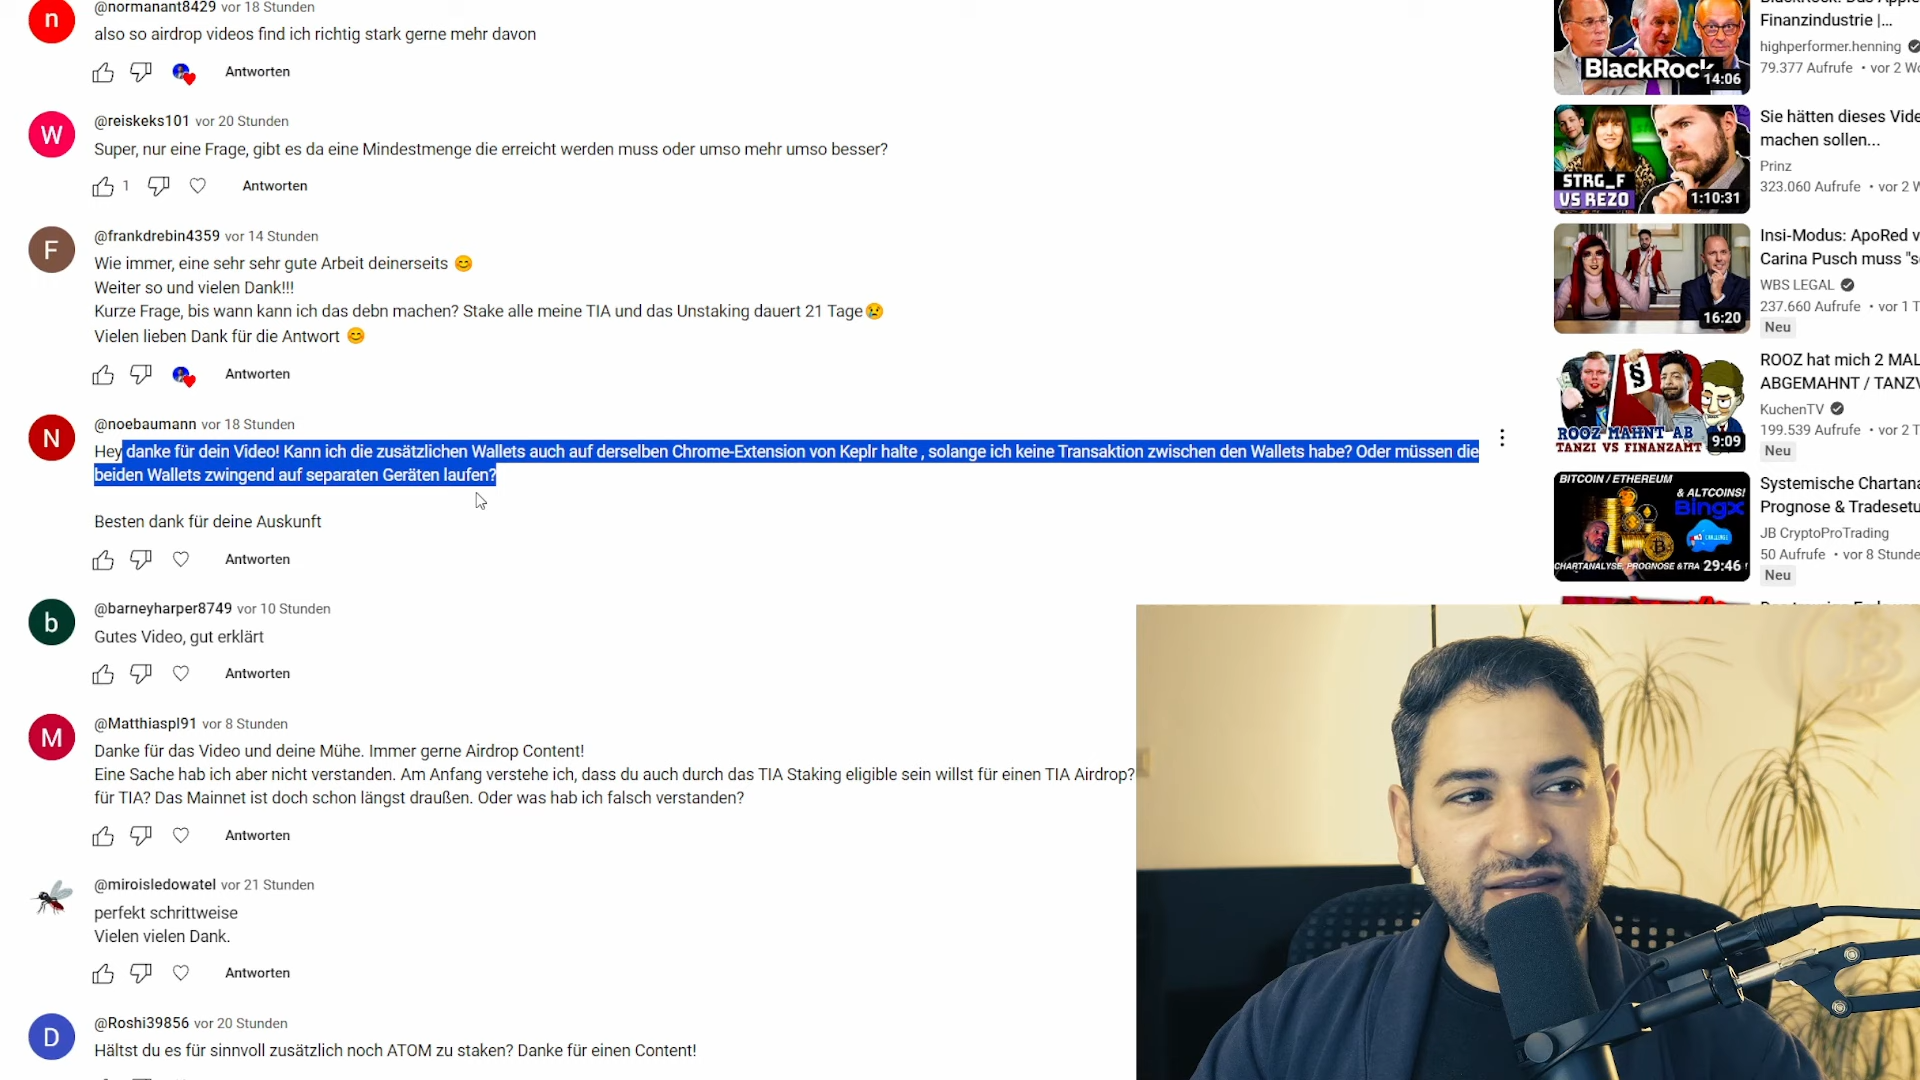 @normanant8429 vor 18 Stunden
also so airdrop videos find ich richtig stark gerne mehr davon
Antworten
@reiskeks101 vor 20 Stunden
Super, nur eine Frage, gibt es da eine Mindestmenge die erreicht werden muss oder umso mehr umso besser?
1 Antworten
@frankdrebin4359 vor 14 Stunden
Wie immer, eine sehr sehr gute Arbeit deinerseits 😊
Weiter so und vielen Dank!!!
Kurze Frage, bis wann kann ich das debn machen? Stake alle meine TIA und das Unstaking dauert 21 Tage😢
Vielen lieben Dank für die Antwort 😊
Antworten
@noebaumann vor 18 Stunden
Hey danke für dein Video! Kann ich die zusätzlichen Wallets auch auf derselben Chrome-Extension von Keplr halte , solange ich keine Transaktion zwischen den Wallets habe? Oder müssen die
beiden Wallets zwingend auf separaten Geräten laufen?
Besten dank für deine Auskunft
Antworten
@barneyharper8749 vor 10 Stunden
Gutes Video, gut erklärt
Antworten
@Matthiaspl91 vor 8 Stunden
Danke für das Video und deine Mühe. Immer gerne Airdrop Content!
Eine Sache hab ich aber nicht verstanden. Am Anfang verstehe ich, dass du auch durch das TIA Staking eligible sein willst für einen TIA Airdrop?
für TIA? Das Mainnet ist doch schon längst draußen. Oder was hab ich falsch verstanden?
Antworten
@miroisledowatel vor 21 Stunden
perfekt schrittweise
Vielen vielen Dank.
Antworten
@Roshi39856 vor 20 Stunden
Hältst du es für sinnvoll zusätzlich noch ATOM zu staken? Danke für einen Content!
n
W
F
N
b
M
D
Finanzindustrie |...
highperformer.henning
79.377 Aufrufe • vor 2 Wo
BlackRock
14:06
Sie hätten dieses Vide
machen sollen...
Prinz
323.060 Aufrufe • vor 2 W
STRG_F
VS REZO
1:10:31
Insi-Modus: ApoRed v
Carina Pusch muss "s
WBS LEGAL
237.660 Aufrufe • vor 1 T
Neu
16:20
ROOZ hat mich 2 MAL
ABGEMAHNT / TANZV
KuchenTV
199.539 Aufrufe • vor 2 T
Neu
§
ROOZ MAHNT AB
TANZI VS FINANZAMT
9:09
Systemische Chartana
Prognose & Tradesetu
JB CryptoProTrading
50 Aufrufe • vor 8 Stunde
Neu
BITCOIN / ETHEREUM
& ALTCOINS!
BingX
CHALLENGE
CHARTANALYSE, PROGNOSE &TRA
29:46